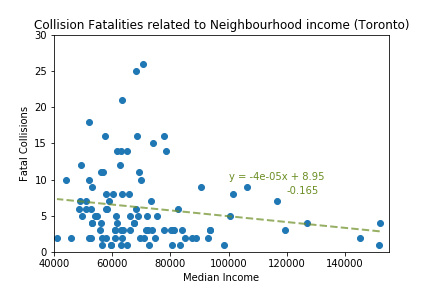 Collision Fatalities related to Neighbourhood income (Toronto)
30
25
20
15
10
5
0
Fatal Collisions
y = -4e-05x + 8.95
-0.165
40000 60000 80000 100000 120000 140000
Median Income